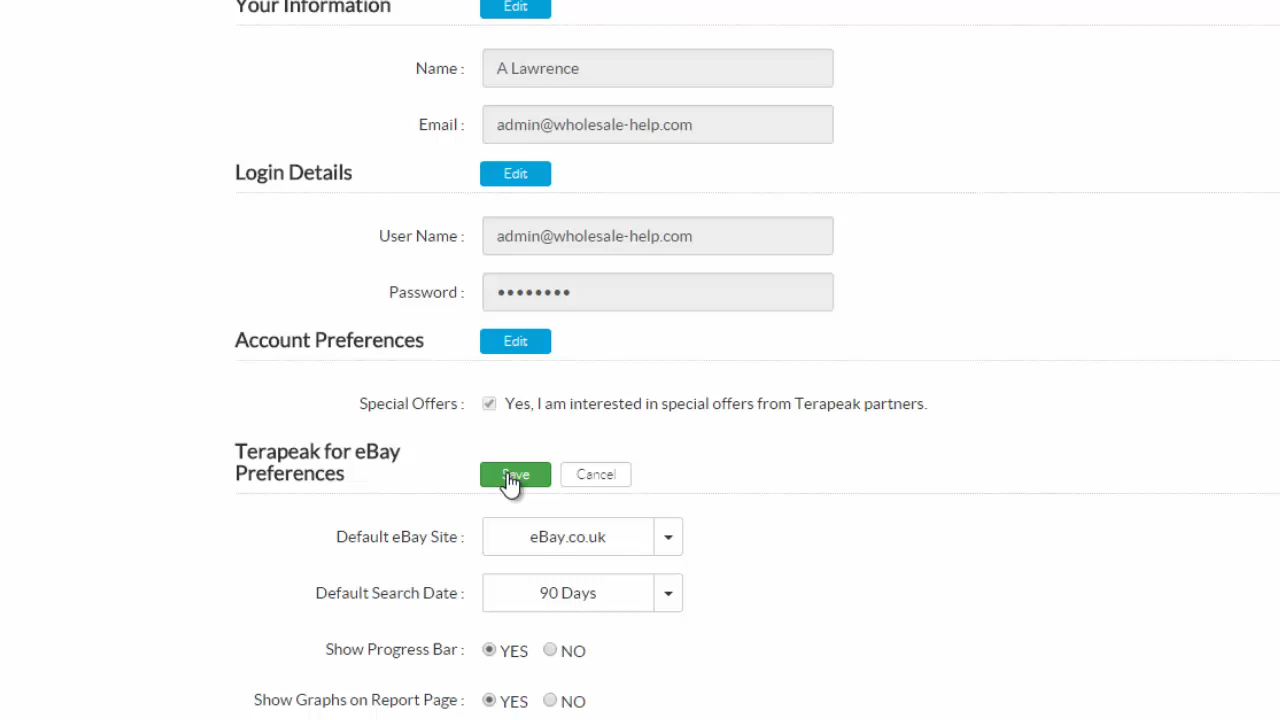 Your Information Edit
Name : A Lawrence
Email : admin@wholesale-help.com
Login Details Edit
User Name : admin@wholesale-help.com
Password : ••••••••
Account Preferences Edit
Special Offers : Yes, I am interested in special offers from Terapeak partners.
Terapeak for eBay
Preferences Save Cancel
Default eBay Site : eBay.co.uk
Default Search Date : 90 Days
Show Progress Bar : YES NO
Show Graphs on Report Page : YES NO